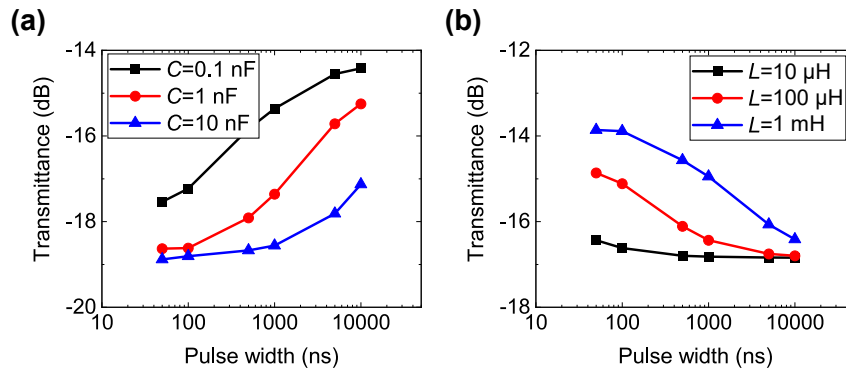 (a)
-14
-16
-18
-20
Transmittance (dB)
C=0.1 nF
C=1 nF
C=10 nF
10
100
1000
10000
Pulse width (ns)
(b)
-12
-14
-16
-18
Transmittance (dB)
L=10 μH
L=100 μH
L=1 mH
10
100
1000
10000
Pulse width (ns)